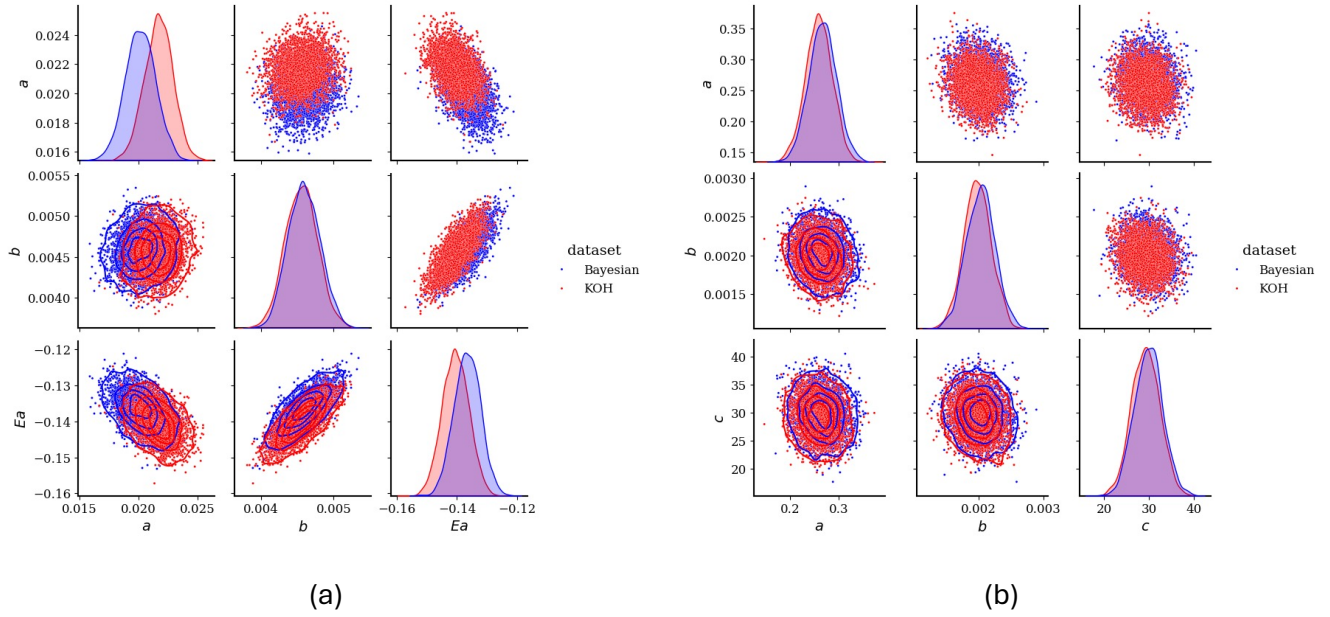 0.024
0.022
0.020
0.018
0.016
a
0.0055
0.0050
0.0045
0.0040
b
−0.12
−0.13
−0.14
−0.15
−0.16
Ea
0.015 0.020 0.025
a
0.004 0.005
b
−0.16 −0.14 −0.12
Ea
dataset
Bayesian
KOH
(a)
0.35
0.30
0.25
0.20
0.15
a
0.0030
0.0025
0.0020
0.0015
b
40
35
30
25
20
c
0.2 0.3
a
0.002 0.003
b
20 30 40
c
dataset
Bayesian
KOH
(b)